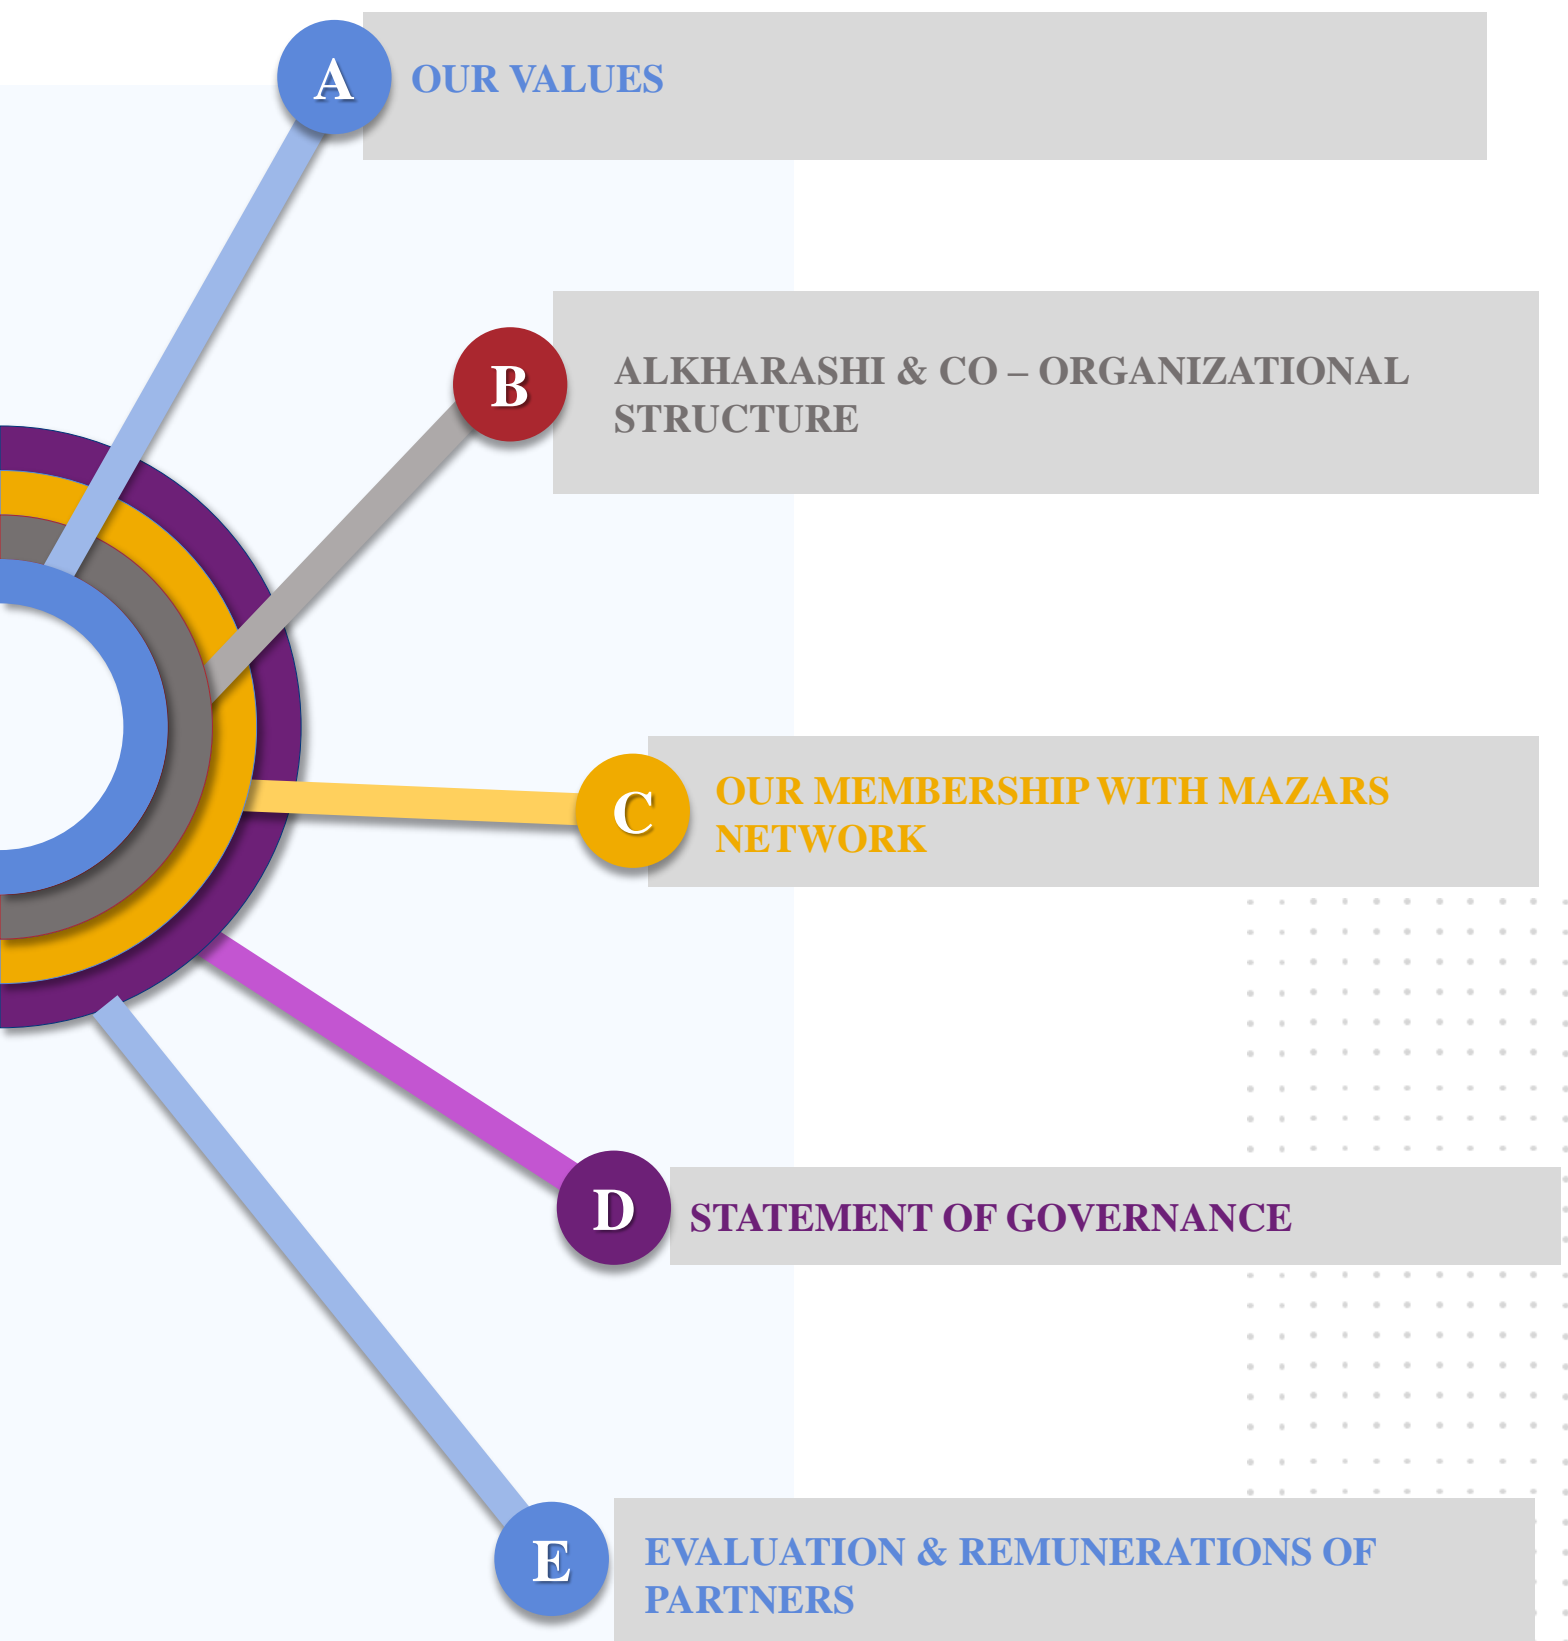 A
OUR VALUES
B
ALKHARASHI & CO – ORGANIZATIONAL
STRUCTURE
C
OUR MEMBERSHIP WITH MAZARS
NETWORK
D
STATEMENT OF GOVERNANCE
E
EVALUATION & REMUNERATIONS OF
PARTNERS